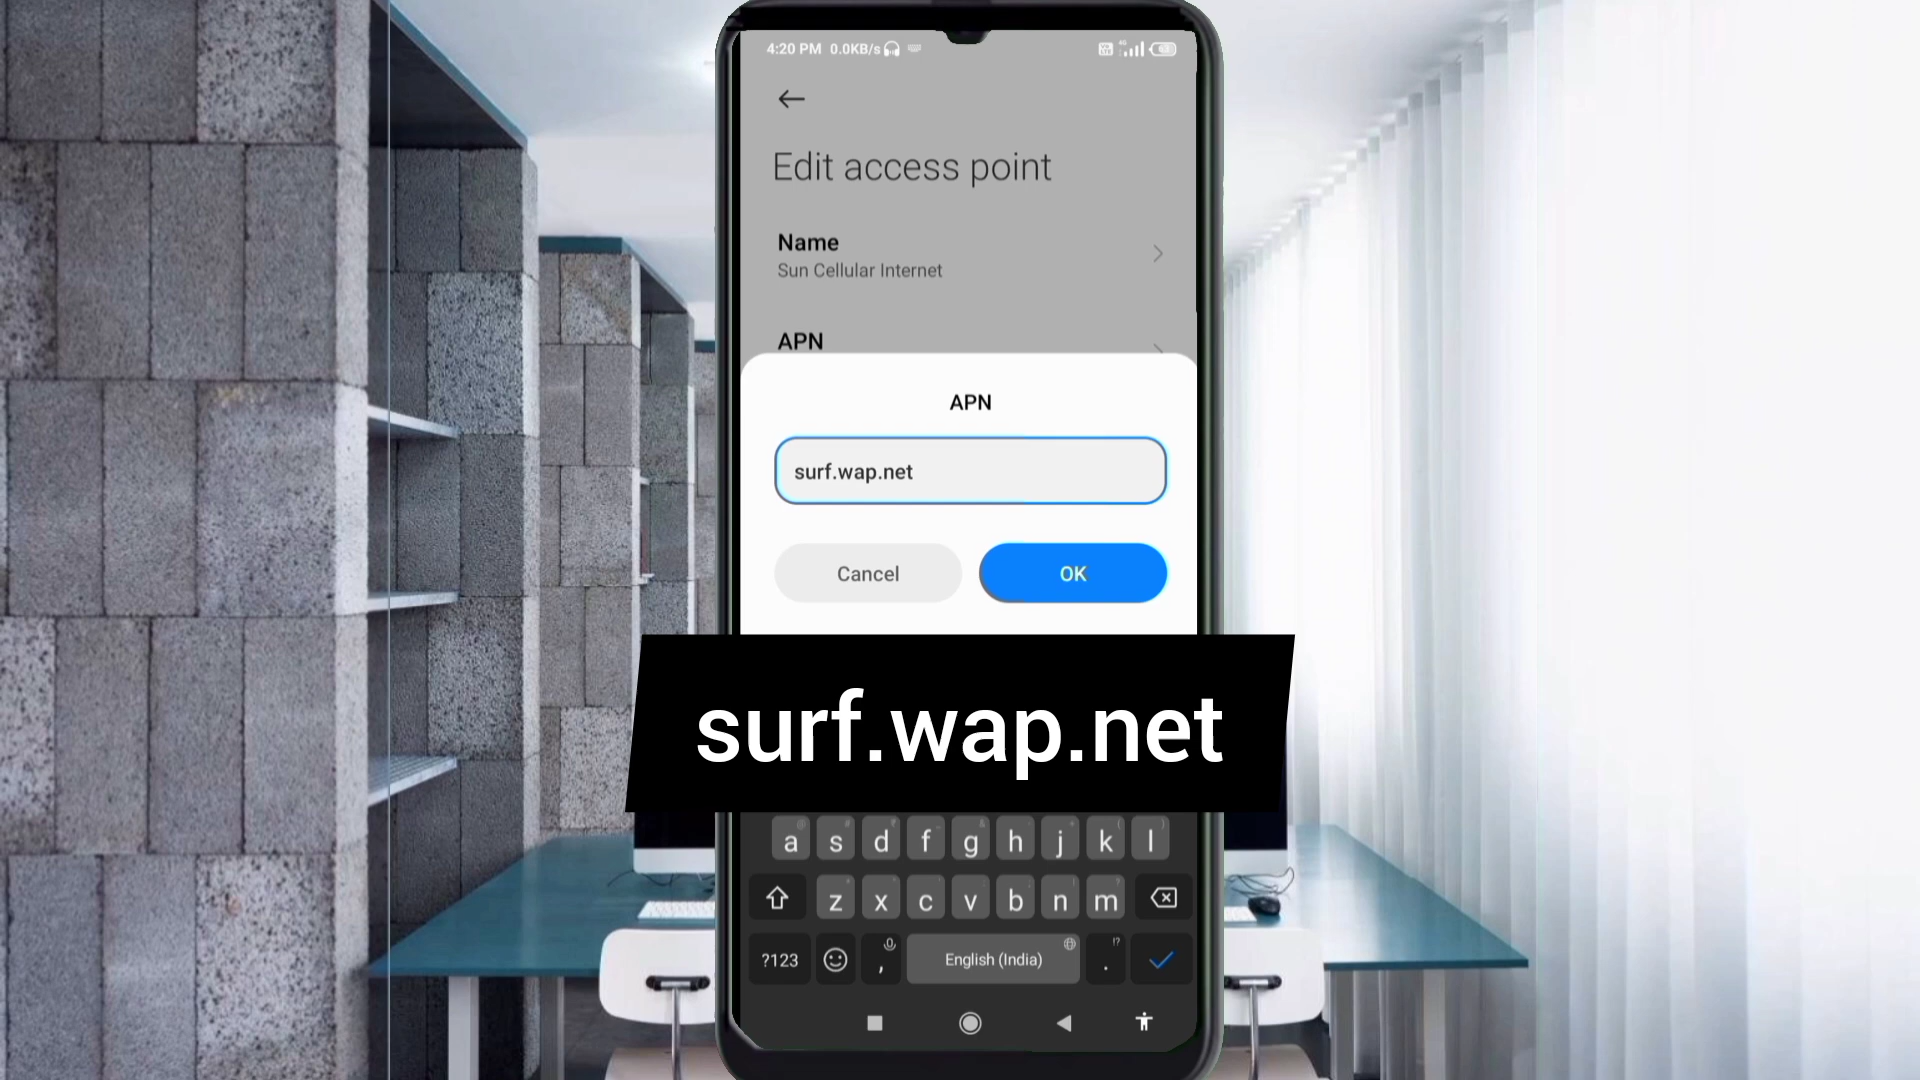 4:20 PM 0.0KB/s
Edit access point
Name
Sun Cellular Internet
APN
APN
surf.wap.net
Cancel
OK
surf.wap.net
a s d f g h j k l
z x c v b n m
?123 , English (India) .